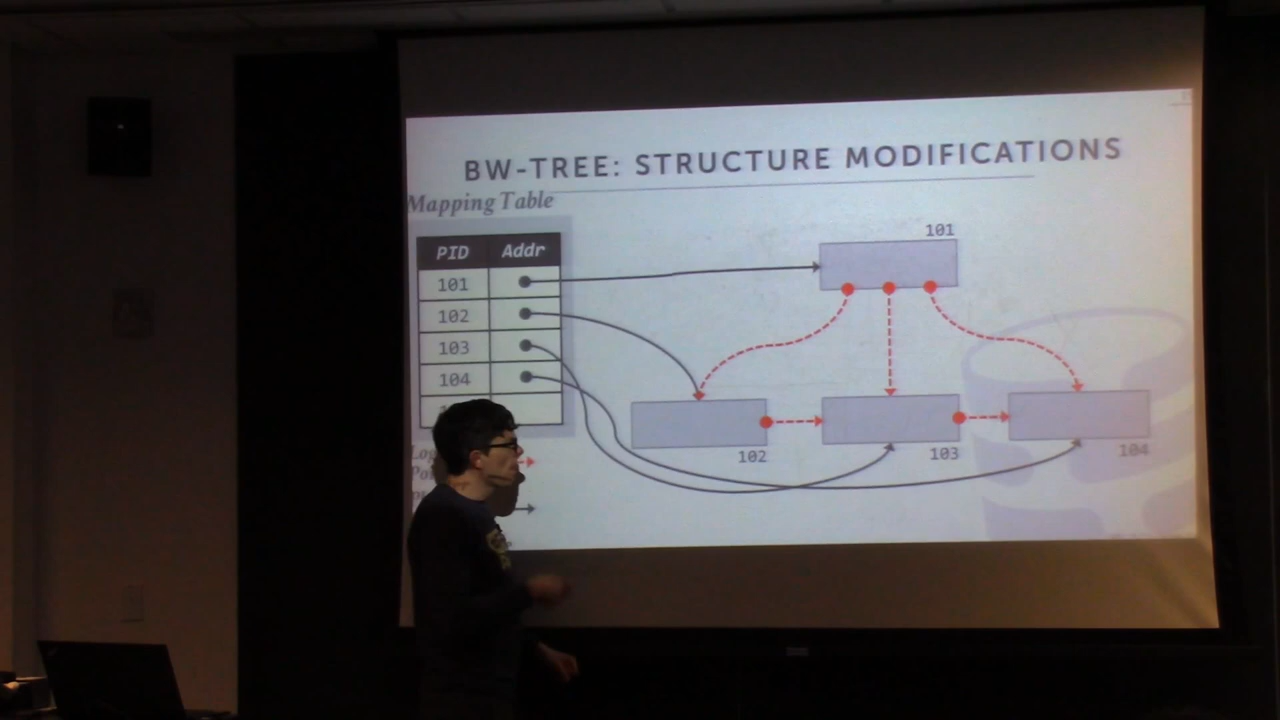 BW-TREE: STRUCTURE MODIFICATIONS
Mapping Table
PID Addr
101
102
103
104
101
102
103
104